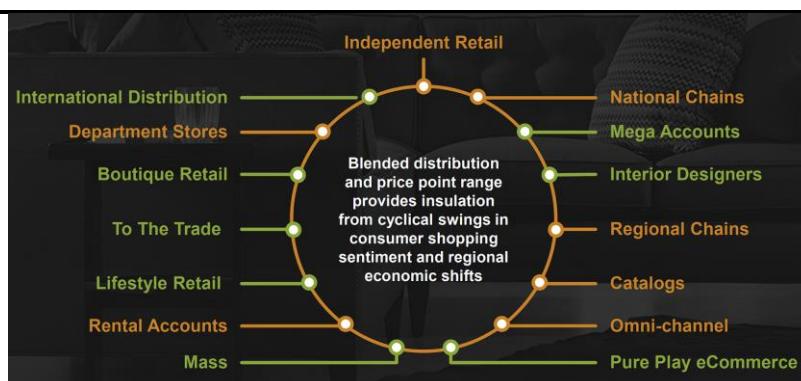 Independent Retail
International Distribution
National Chains
Department Stores
Mega Accounts
Boutique Retail
Interior Designers
To The Trade
Regional Chains
Lifestyle Retail
Catalogs
Rental Accounts
Omni-channel
Mass
Pure Play eCommerce
Blended distribution
and price point range
provides insulation
from cyclical swings in
consumer shopping
sentiment and regional
economic shifts